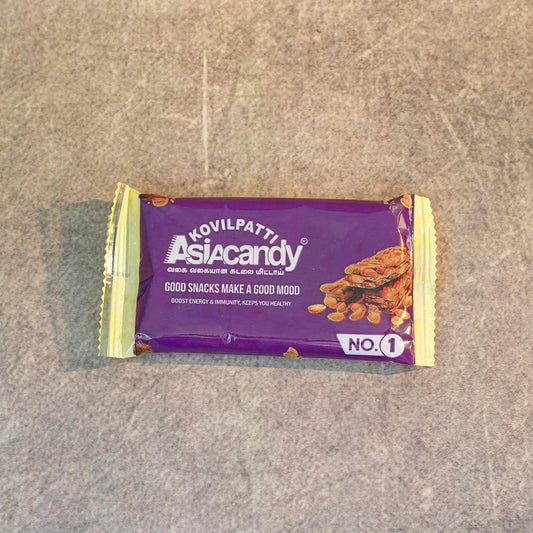 KOVILPATTI
AsiAcandy®
வகை வகையான கடலை மிட்டாய்
GOOD SNACKS MAKE A GOOD MOOD
BOOST ENERGY & IMMUNITY, KEEPS YOU HEALTHY
NO. 1